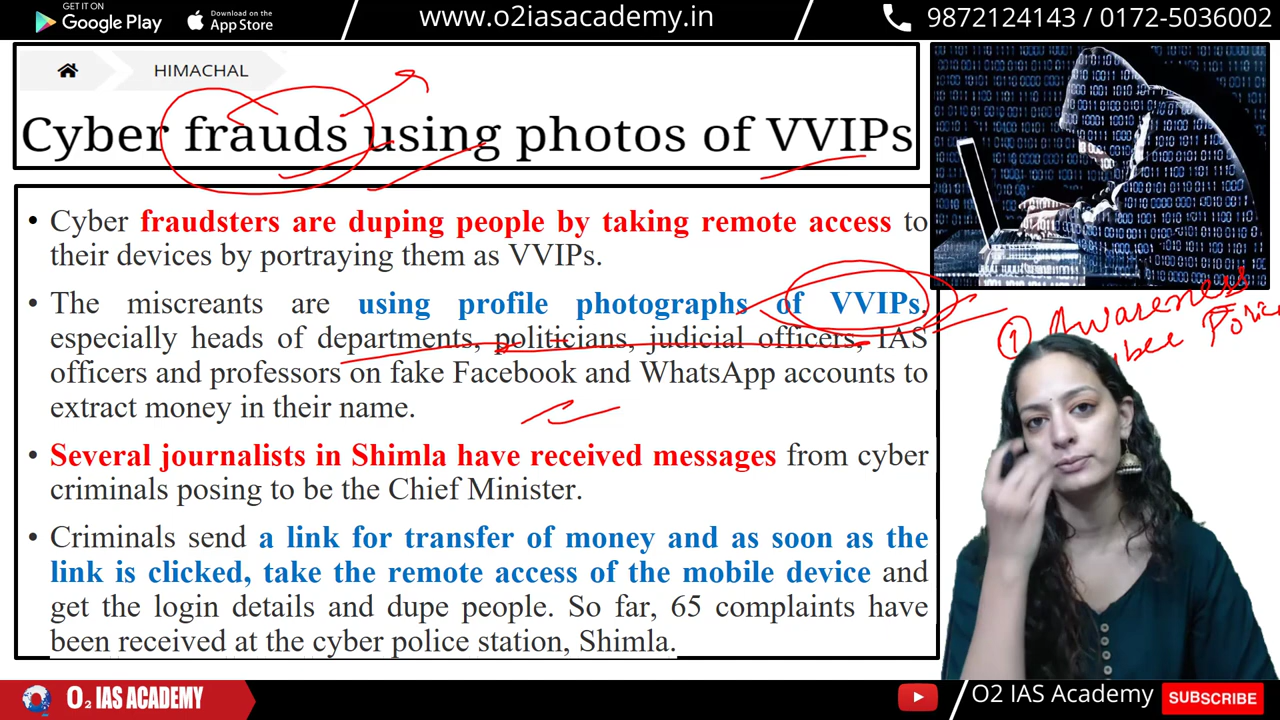 GET IT ON
Google Play
Download on the
App Store
www.o2iasacademy.in
9872124143 / 0172-5036002
HIMACHAL
Cyber frauds using photos of VVIPs
• Cyber fraudsters are duping people by taking remote access to
their devices by portraying them as VVIPs.
• The miscreants are using profile photographs of VVIPs,
especially heads of departments, politicians, judicial officers, IAS
officers and professors on fake Facebook and WhatsApp accounts to
extract money in their name.
• Several journalists in Shimla have received messages from cyber
criminals posing to be the Chief Minister.
• Criminals send a link for transfer of money and as soon as the
link is clicked, take the remote access of the mobile device and
get the login details and dupe people. So far, 65 complaints have
been received at the cyber police station, Shimla.
① Awareness
O2 IAS ACADEMY
O2 IAS Academy
SUBSCRIBE